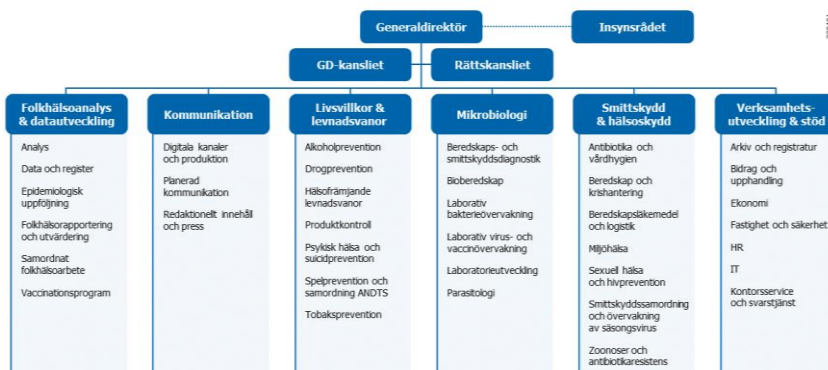 Generaldirektör
Insynsrådet
GD-kansliet
Rättskansliet
Folkhälsoanalys
& datautveckling
Analys
Data och register
Epidemiologisk
uppföljning
Folkhälsorapportering
och utvärdering
Samordnat
folkhälsoarbete
Vaccinationsprogram
Kommunikation
Digitala kanaler
och produktion
Planerad
kommunikation
Redaktionellt innehåll
och press
Livsvillkor &
levnadsvanor
Alkoholprevention
Drogprevention
Hälsofrämjande
levnadsvanor
Produktkontroll
Psykisk hälsa och
suicidprevention
Spelprevention och
samordning ANDTS
Tobaksprevention
Mikrobiologi
Beredskaps- och
smittskyddsdiagnostik
Bioberedskap
Laborativ
bakterieövervakning
Laborativ virus- och
vaccinövervakning
Laboratorieutveckling
Parasitologi
Smittskydd
& hälsoskydd
Antibiotika och
vårdhygien
Beredskap och
krishantering
Beredskapsläkemedel
och logistik
Miljöhälsa
Sexuell hälsa
och hivprevention
Smittskyddssamordning
och övervakning
av säsongsvirus
Zoonoser och
antibiotikaresistens
Verksamhets-
utveckling & stöd
Arkiv och registratur
Bidrag och
upphandling
Ekonomi
Fastighet och säkerhet
HR
IT
Kontorsservice
och svarstjänst